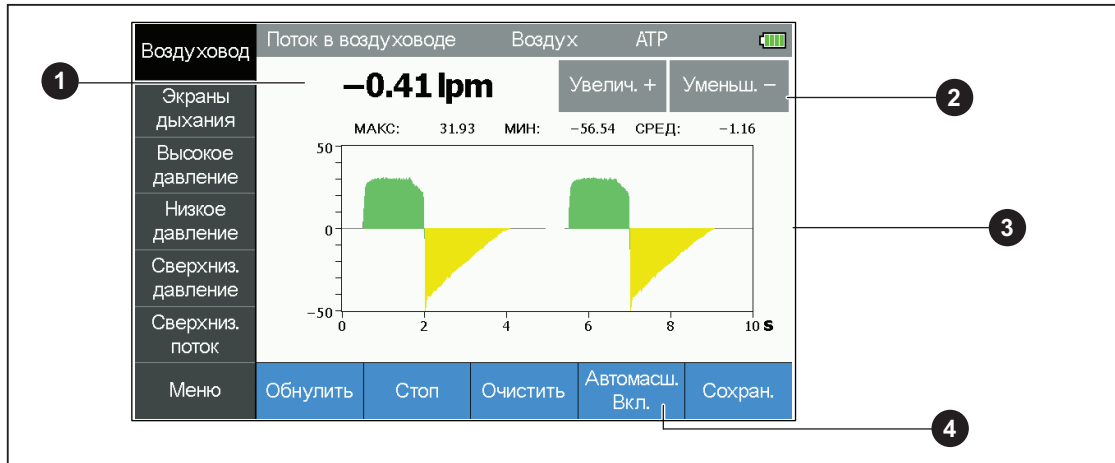 Воздуховод
Поток в воздуховоде Воздух ATP
1
−0.41 lpm
Увелич. + Уменьш. −
2
Экраны
дыхания
МАКС: 31.93 МИН: −56.54 СРЕД: −1.16
Высокое
давление
Низкое
давление
Сверхниз.
давление
Сверхниз.
поток
50
0
−50
0 2 4 6 8 10 S
3
Меню
Обнулить
Стоп
Очистить
Автомасш.
Вкл.
Сохран.
4